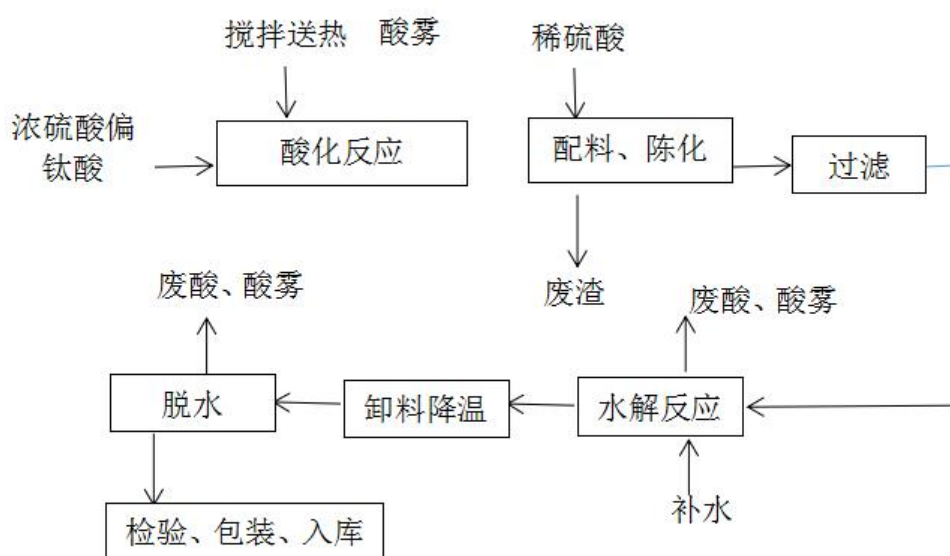 搅拌送热 酸雾
稀硫酸
浓硫酸偏
钛酸
酸化反应
配料、陈化
过滤
废渣
废酸、酸雾
废酸、酸雾
脱水
卸料降温
水解反应
补水
检验、包装、入库